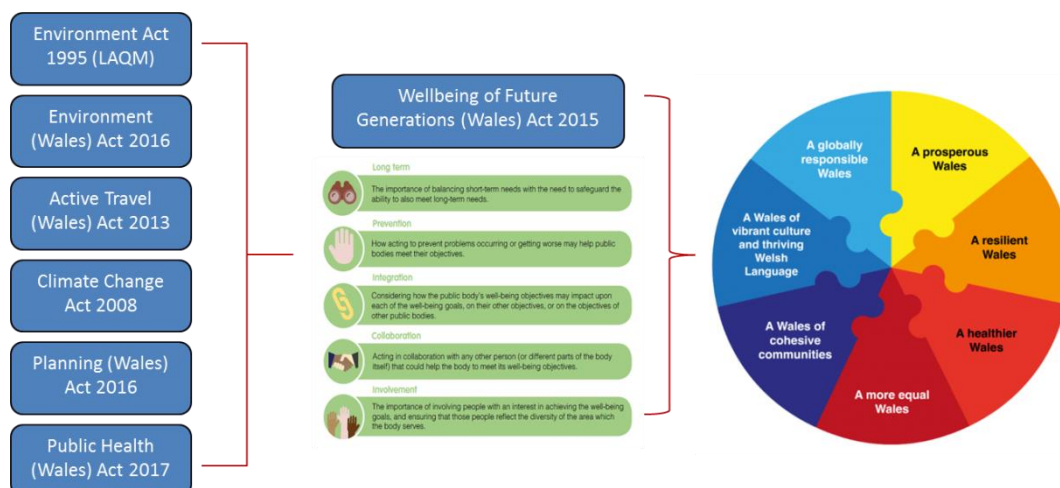 Environment Act
1995 (LAQM)
Environment
(Wales) Act 2016
Active Travel
(Wales) Act 2013
Climate Change
Act 2008
Planning (Wales)
Act 2016
Public Health
(Wales) Act 2017
Wellbeing of Future
Generations (Wales) Act 2015
Long term
The importance of balancing short-term needs with the need to safeguard the
ability to also meet long-term needs.
Prevention
How acting to prevent problems occurring or getting worse may help public
bodies meet their objectives.
Integration
Considering how the public body's well-being objectives may impact upon
each of the well-being goals, on their other objectives, or on the objectives of
other public bodies.
Collaboration
Acting in collaboration with any other person (or different parts of the body
itself) that could help the body to meet its well-being objectives.
Involvement
The importance of involving people with an interest in achieving the well-being
goals, and ensuring that those people reflect the diversity of the area which
the body serves.
A globally
responsible
Wales
A prosperous
Wales
A resilient
Wales
A healthier
Wales
A more equal
Wales
A Wales of
cohesive
communities
A Wales of
vibrant culture
and thriving
Welsh
Language